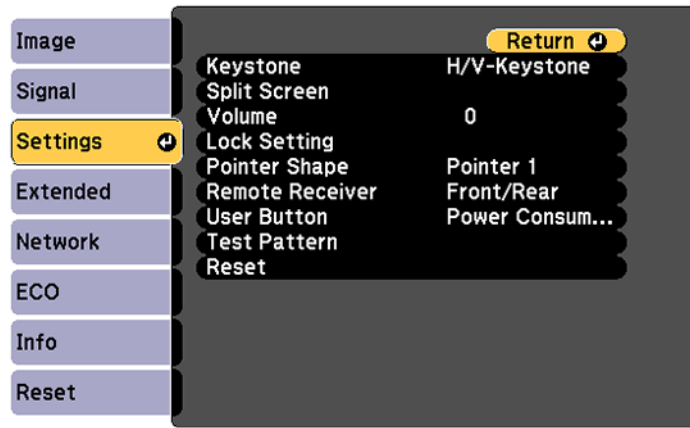 Image
Signal
Settings
Extended
Network
ECO
Info
Reset
Return
Keystone H/V-Keystone
Split Screen
Volume 0
Lock Setting
Pointer Shape Pointer 1
Remote Receiver Front/Rear
User Button Power Consum...
Test Pattern
Reset